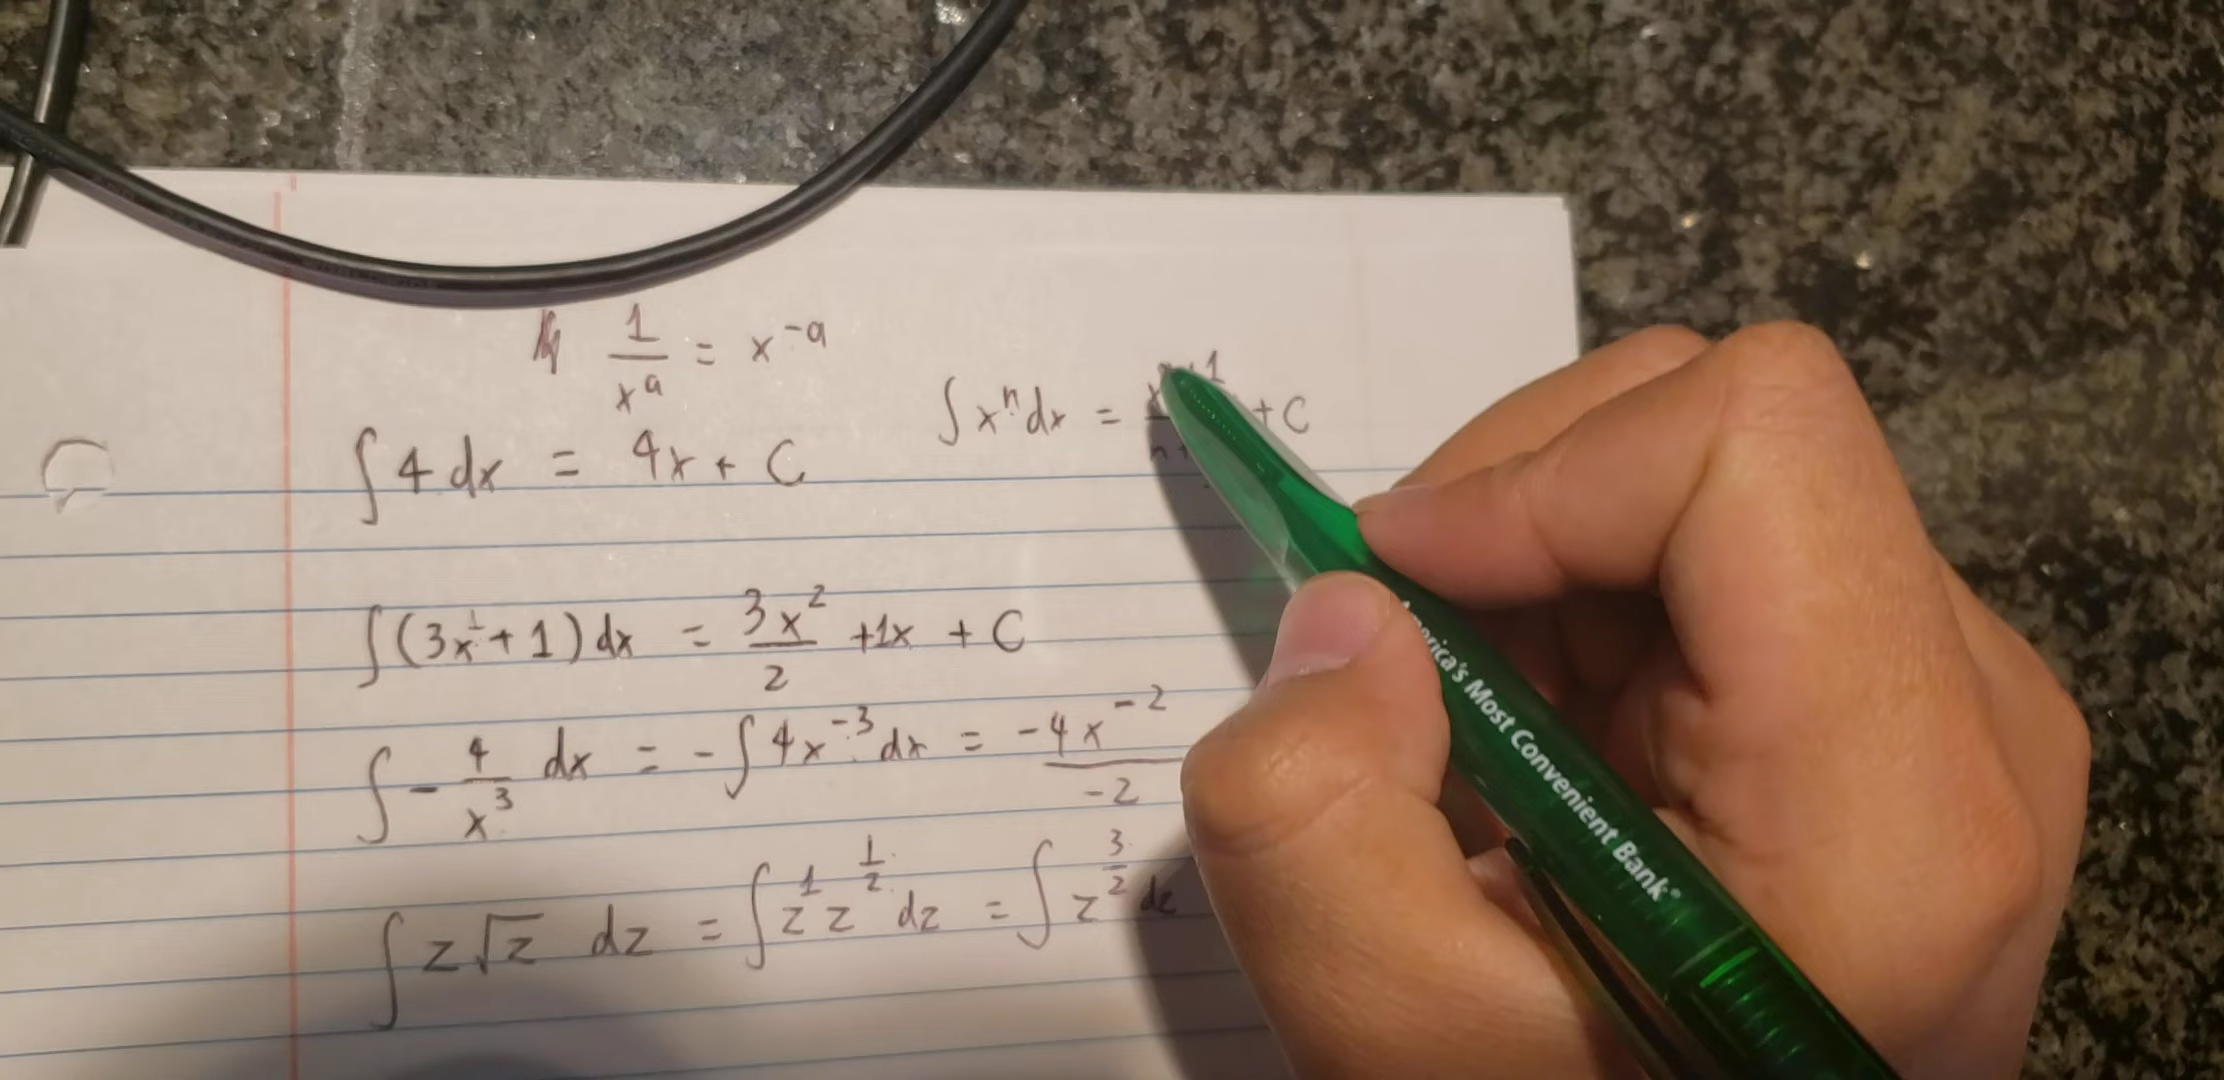 1/x^a = x^-a
∫ x^n dx = x^n+1/n+ + C
∫ 4 dx = 4x + C
∫ (3x^1 + 1) dx = 3x^2/2 + 1x + C
∫ - 4/x^3 dx = - ∫ 4x^-3 dx = -4x^-2/-2
∫ z√z dz = ∫ z^1 z^1/2 dz = ∫ z^3/2 dz
America's Most Convenient Bank®